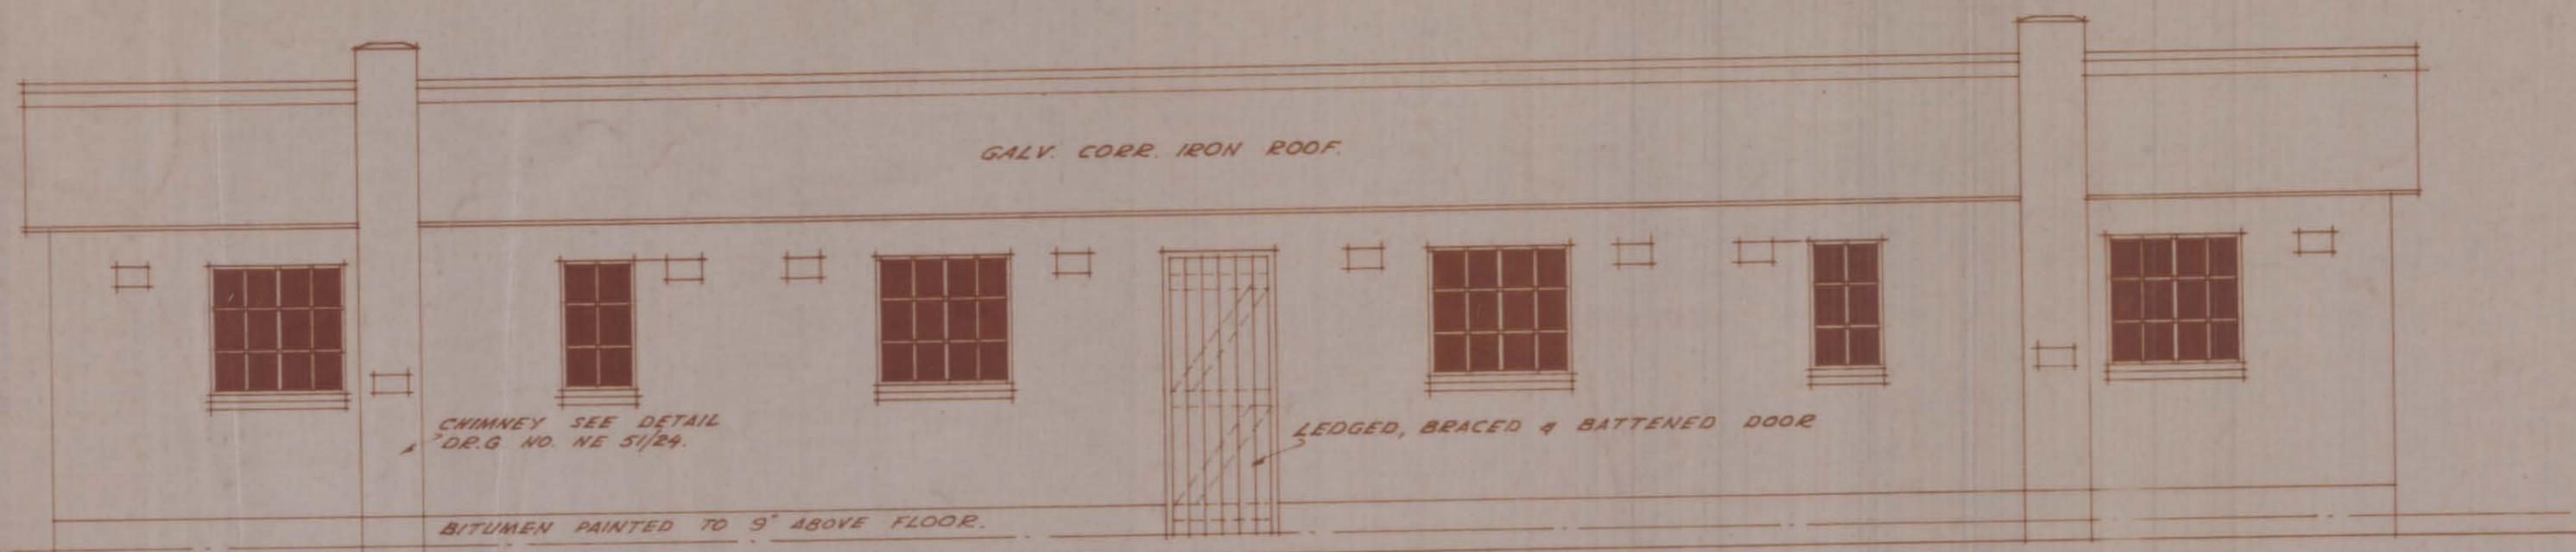 GALV. CORR. IRON ROOF.
CHIMNEY SEE DETAIL
DR.G NO. NE 51/24.
LEDGED, BRACED & BATTENED DOOR
BITUMEN PAINTED TO 9" ABOVE FLOOR.